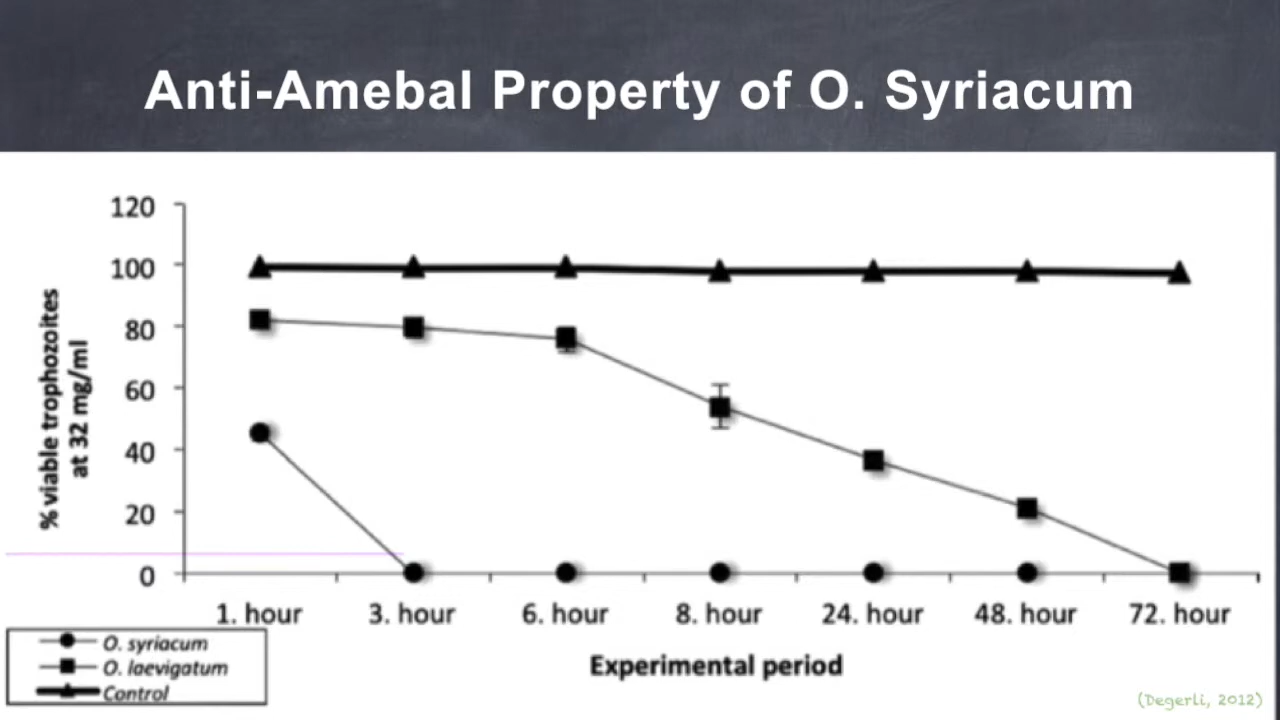 Anti-Amebal Property of O. Syriacum
120
100
80
60
40
20
0
% viable trophozoites
at 32 mg/ml
1. hour 3. hour 6. hour 8. hour 24. hour 48. hour 72. hour
Experimental period
O. syriacum
O. laevigatum
Control
(Degerli, 2012)